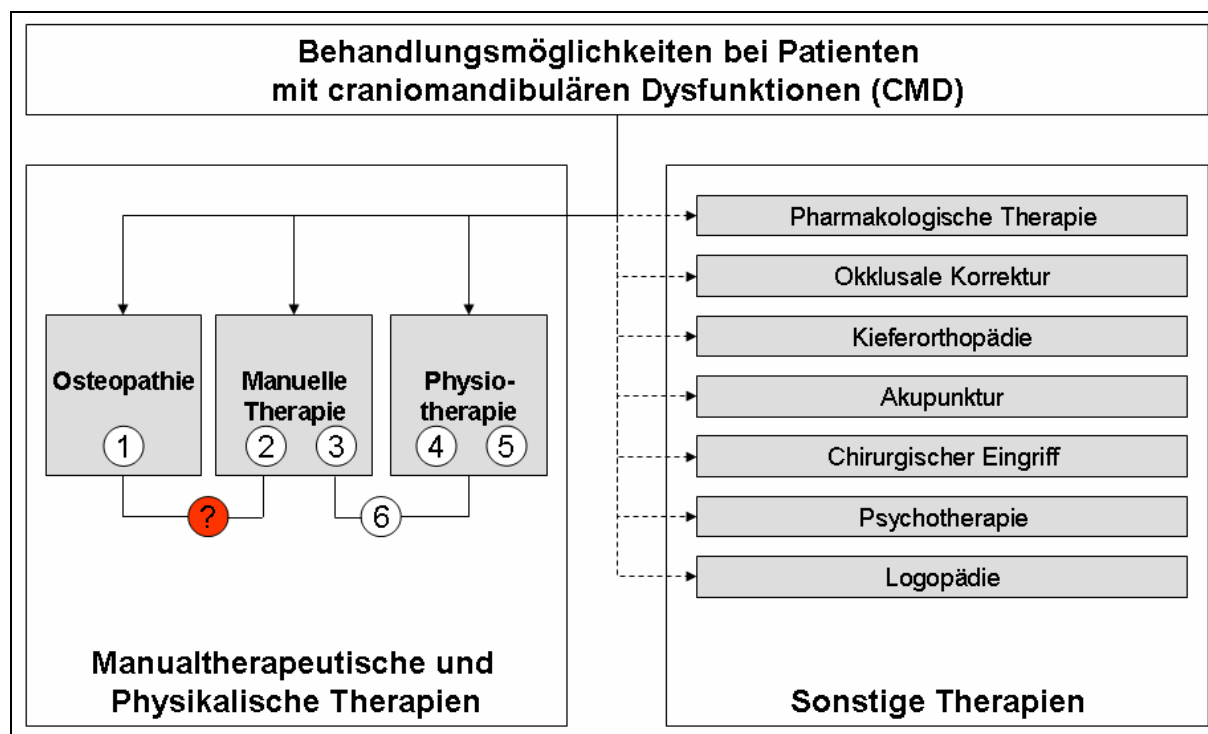 Behandlungsmöglichkeiten bei Patienten
mit craniomandibulären Dysfunktionen (CMD)
Osteopathie
1
Manuelle
Therapie
2 3
Physio-
therapie
4 5
?
6
Manualtherapeutische und
Physikalische Therapien
Pharmakologische Therapie
Okklusale Korrektur
Kieferorthopädie
Akupunktur
Chirurgischer Eingriff
Psychotherapie
Logopädie
Sonstige Therapien